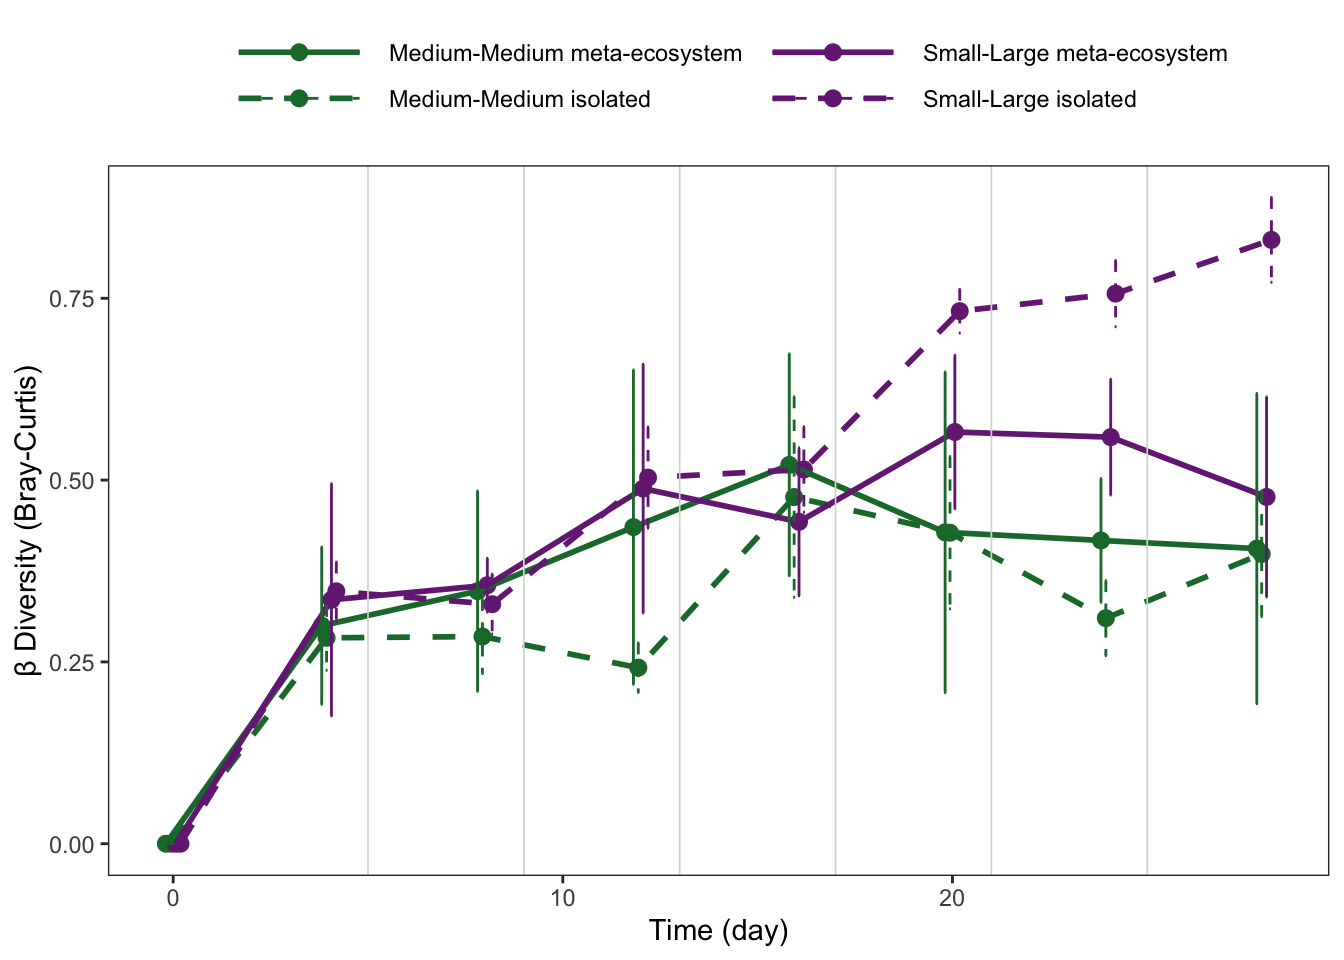 Medium-Medium meta-ecosystem
Small-Large meta-ecosystem
Medium-Medium isolated
Small-Large isolated
β Diversity (Bray-Curtis)
0.75
0.50
0.25
0.00
0
10
20
Time (day)